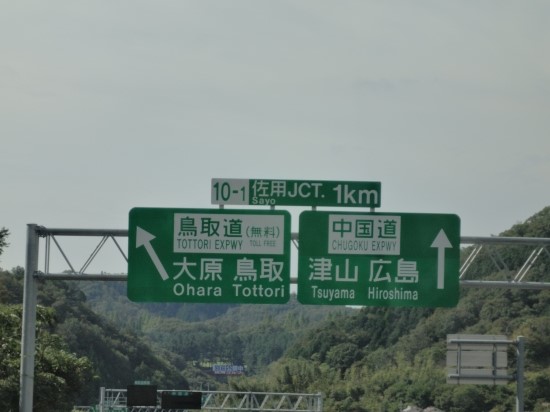 10-1 佐用JCT. 1km
Sayo
鳥取道(無料)
TOTTORI EXPWY TOLL FREE
大原 鳥取
Ohara Tottori
中国道
CHUGOKU EXPWY
津山 広島
Tsuyama Hiroshima